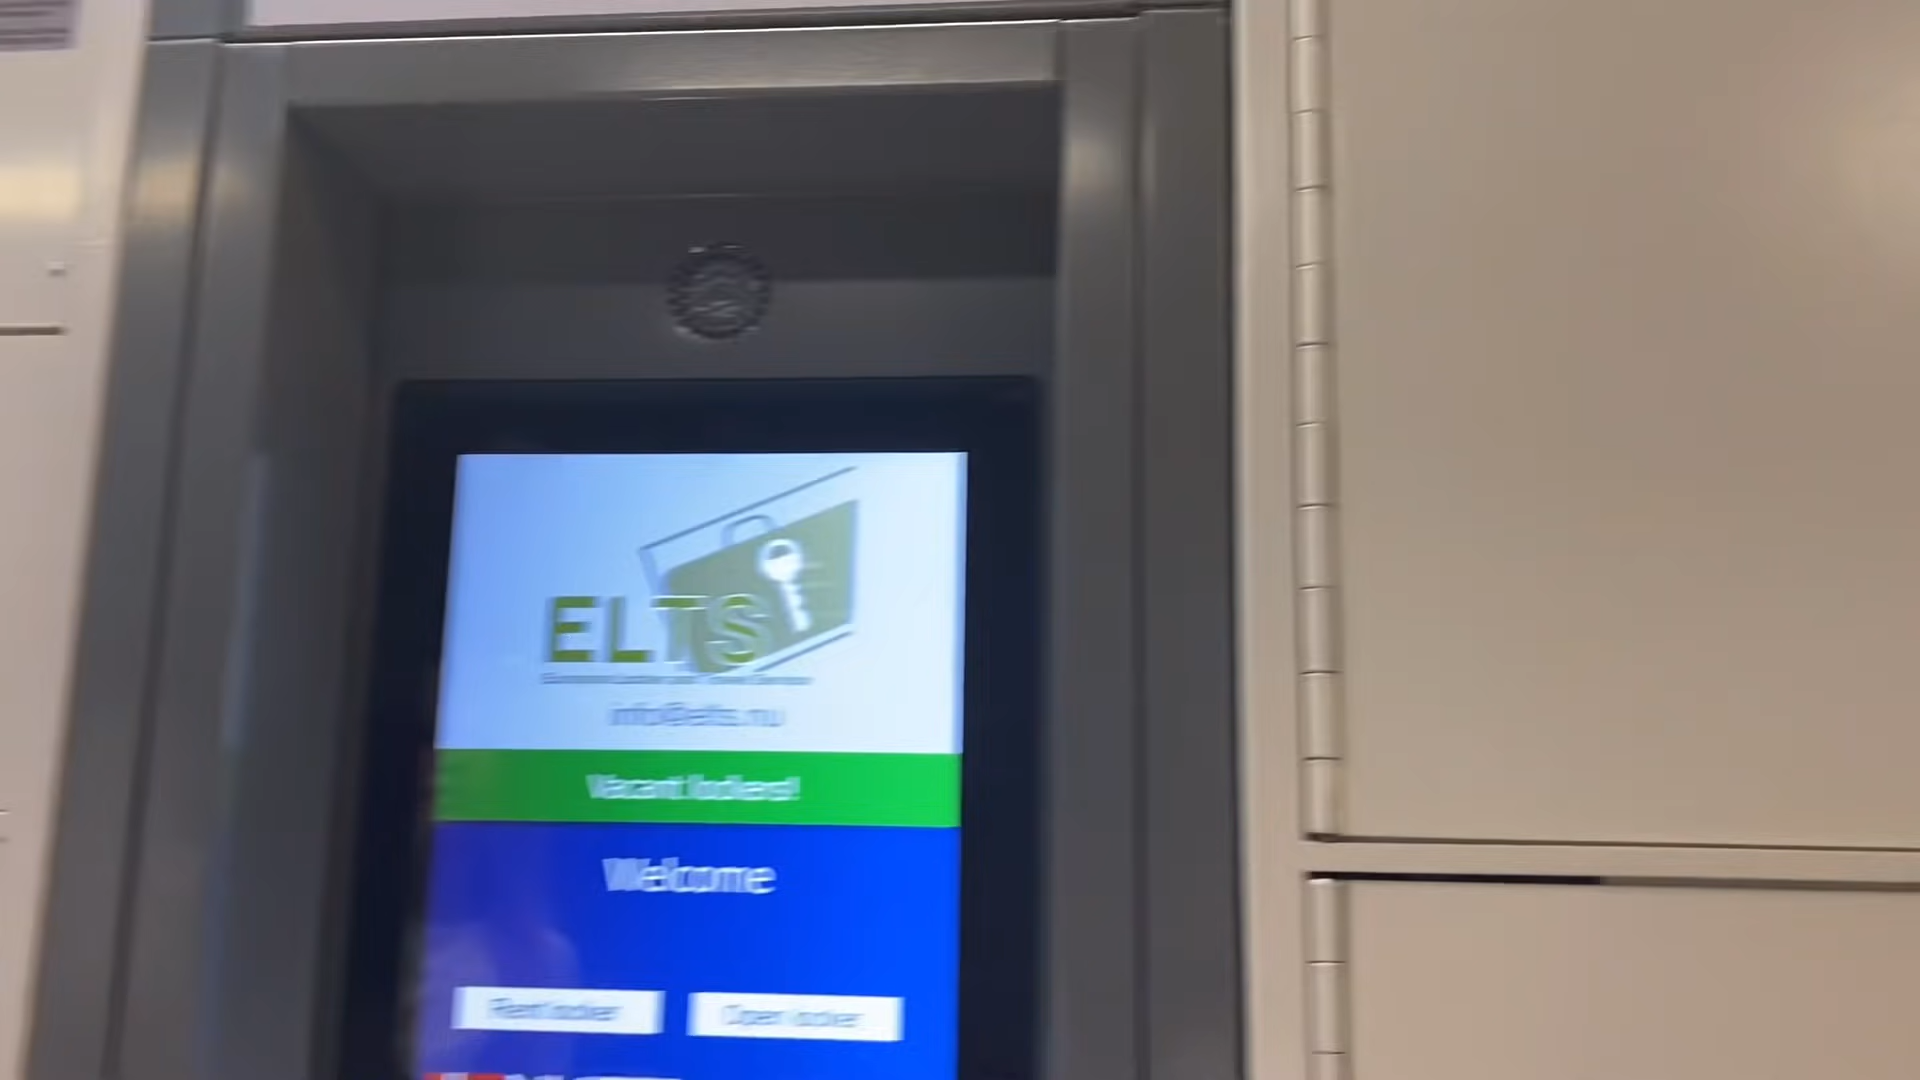 ELTS
info@elts.nu
Vacant lockers!
Welcome
Rent locker
Open locker